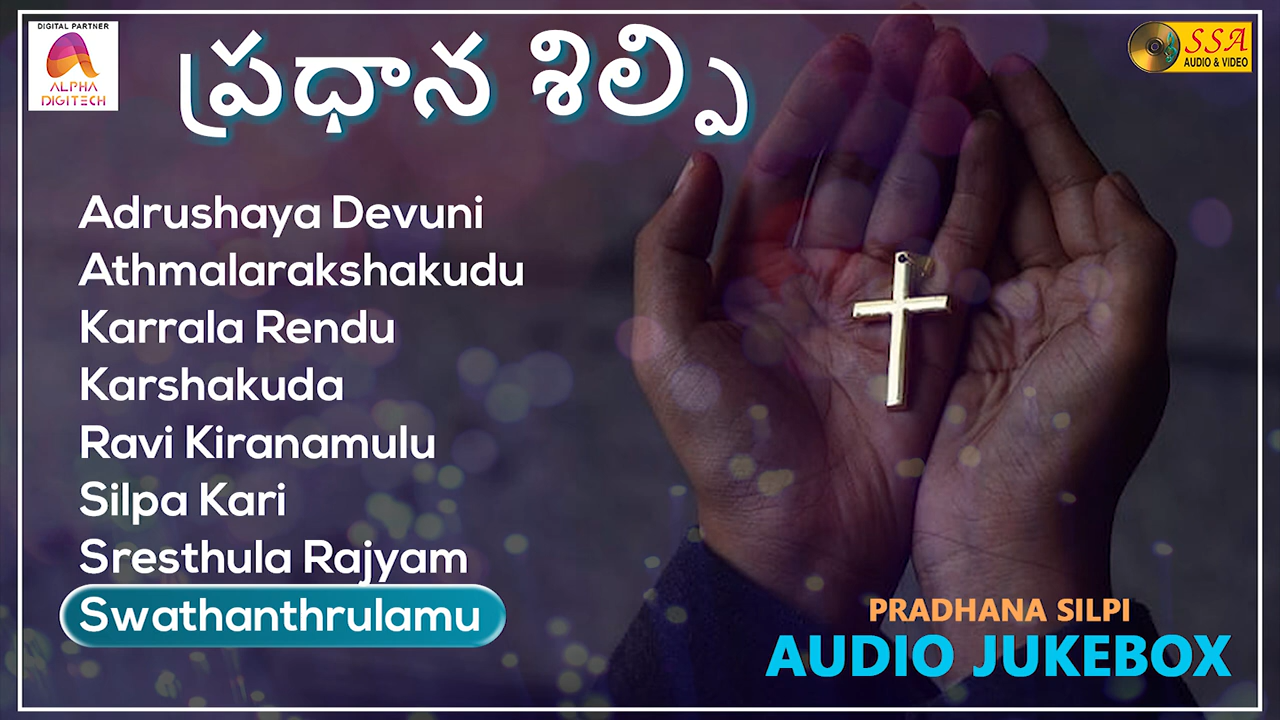 DIGITAL PARTNER
ALPHA
DIGITECH
ప్రధాన శిల్పి
SSA
AUDIO & VIDEO
Adrushaya Devuni
Athmalarakshakudu
Karrala Rendu
Karshakuda
Ravi Kiranamulu
Silpa Kari
Sresthula Rajyam
Swathanthrulamu
PRADHANA SILPI
AUDIO JUKEBOX